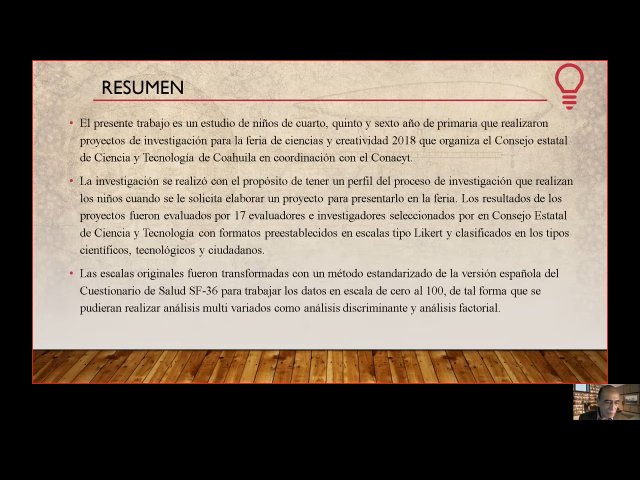 RESUMEN
• El presente trabajo es un estudio de niños de cuarto, quinto y sexto año de primaria que realizaron
proyectos de investigación para la feria de ciencias y creatividad 2018 que organiza el Consejo estatal
de Ciencia y Tecnología de Coahuila en coordinación con el Conacyt.
• La investigación se realizó con el propósito de tener un perfil del proceso de investigación que realizan
los niños cuando se le solicita elaborar un proyecto para presentarlo en la feria. Los resultados de los
proyectos fueron evaluados por 17 evaluadores e investigadores seleccionados por en Consejo Estatal
de Ciencia y Tecnología con formatos preestablecidos en escalas tipo Likert y clasificados en los tipos
científicos, tecnológicos y ciudadanos.
• Las escalas originales fueron transformadas con un método estandarizado de la versión española del
Cuestionario de Salud SF-36 para trabajar los datos en escala de cero al 100, de tal forma que se
pudieran realizar análisis multi variados como análisis discriminante y análisis factorial.